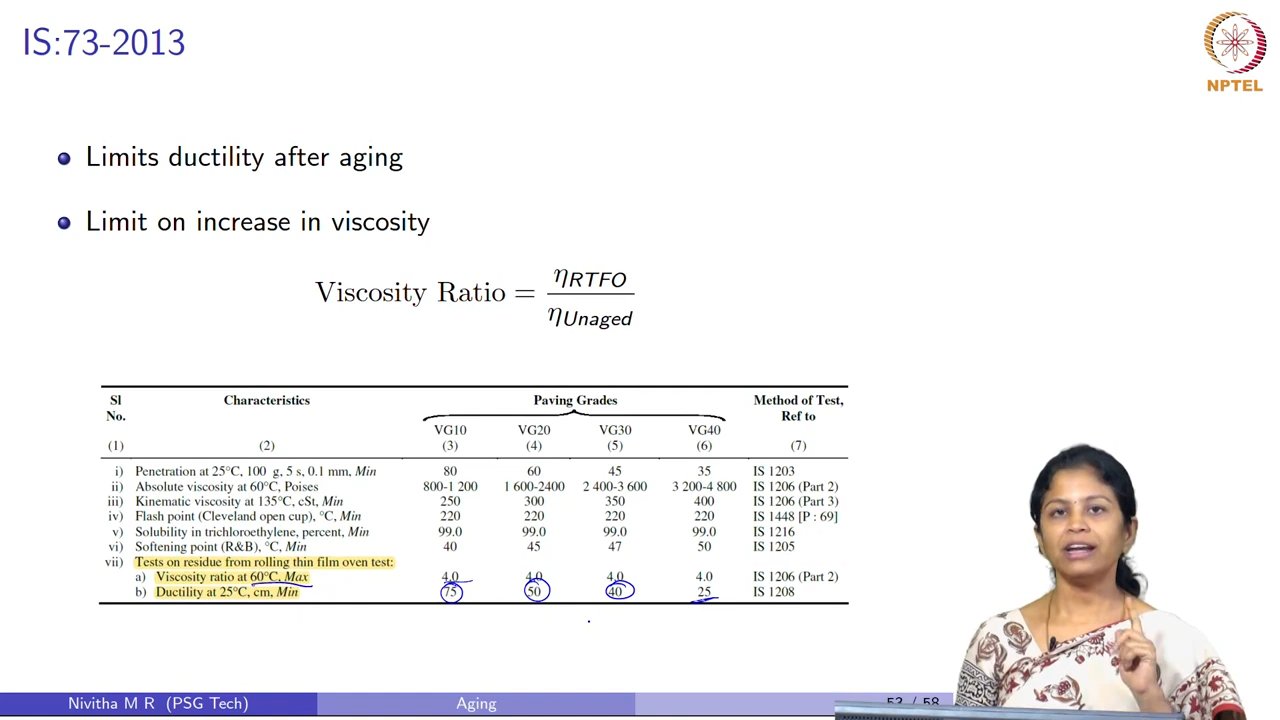 IS:73-2013
NPTEL
Limits ductility after aging
Limit on increase in viscosity
Viscosity Ratio = ηRTFO / ηUnaged
Sl No. Characteristics Paving Grades Method of Test, Ref to
VG10 VG20 VG30 VG40
(1) (2) (3) (4) (5) (6) (7)
i) Penetration at 25°C, 100 g, 5 s, 0.1 mm, Min 80 60 45 35 IS 1203
ii) Absolute viscosity at 60°C, Poises 800-1 200 1 600-2400 2 400-3 600 3 200-4 800 IS 1206 (Part 2)
iii) Kinematic viscosity at 135°C, cSt, Min 250 300 350 400 IS 1206 (Part 3)
iv) Flash point (Cleveland open cup), °C, Min 220 220 220 220 IS 1448 [P : 69]
v) Solubility in trichloroethylene, percent, Min 99.0 99.0 99.0 99.0 IS 1216
vi) Softening point (R&B), °C, Min 40 45 47 50 IS 1205
vii) Tests on residue from rolling thin film oven test:
a) Viscosity ratio at 60°C, Max 4.0 4.0 4.0 4.0 IS 1206 (Part 2)
b) Ductility at 25°C, cm, Min 75 50 40 25 IS 1208
Nivitha M R (PSG Tech) Aging 53 / 58